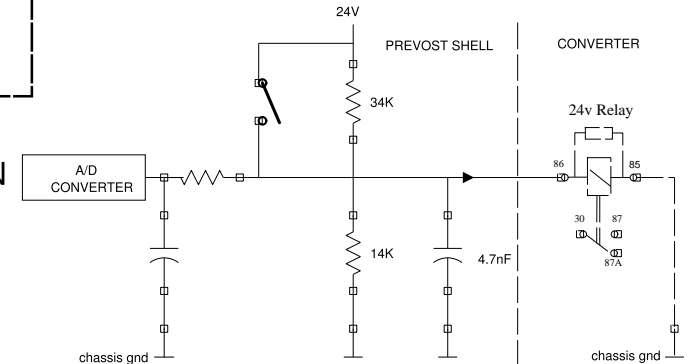 24V
PREVOST SHELL
CONVERTER
34K
24v Relay
N
A/D
CONVERTER
86
85
30
87
87A
14K
4.7nF
chassis gnd
chassis gnd